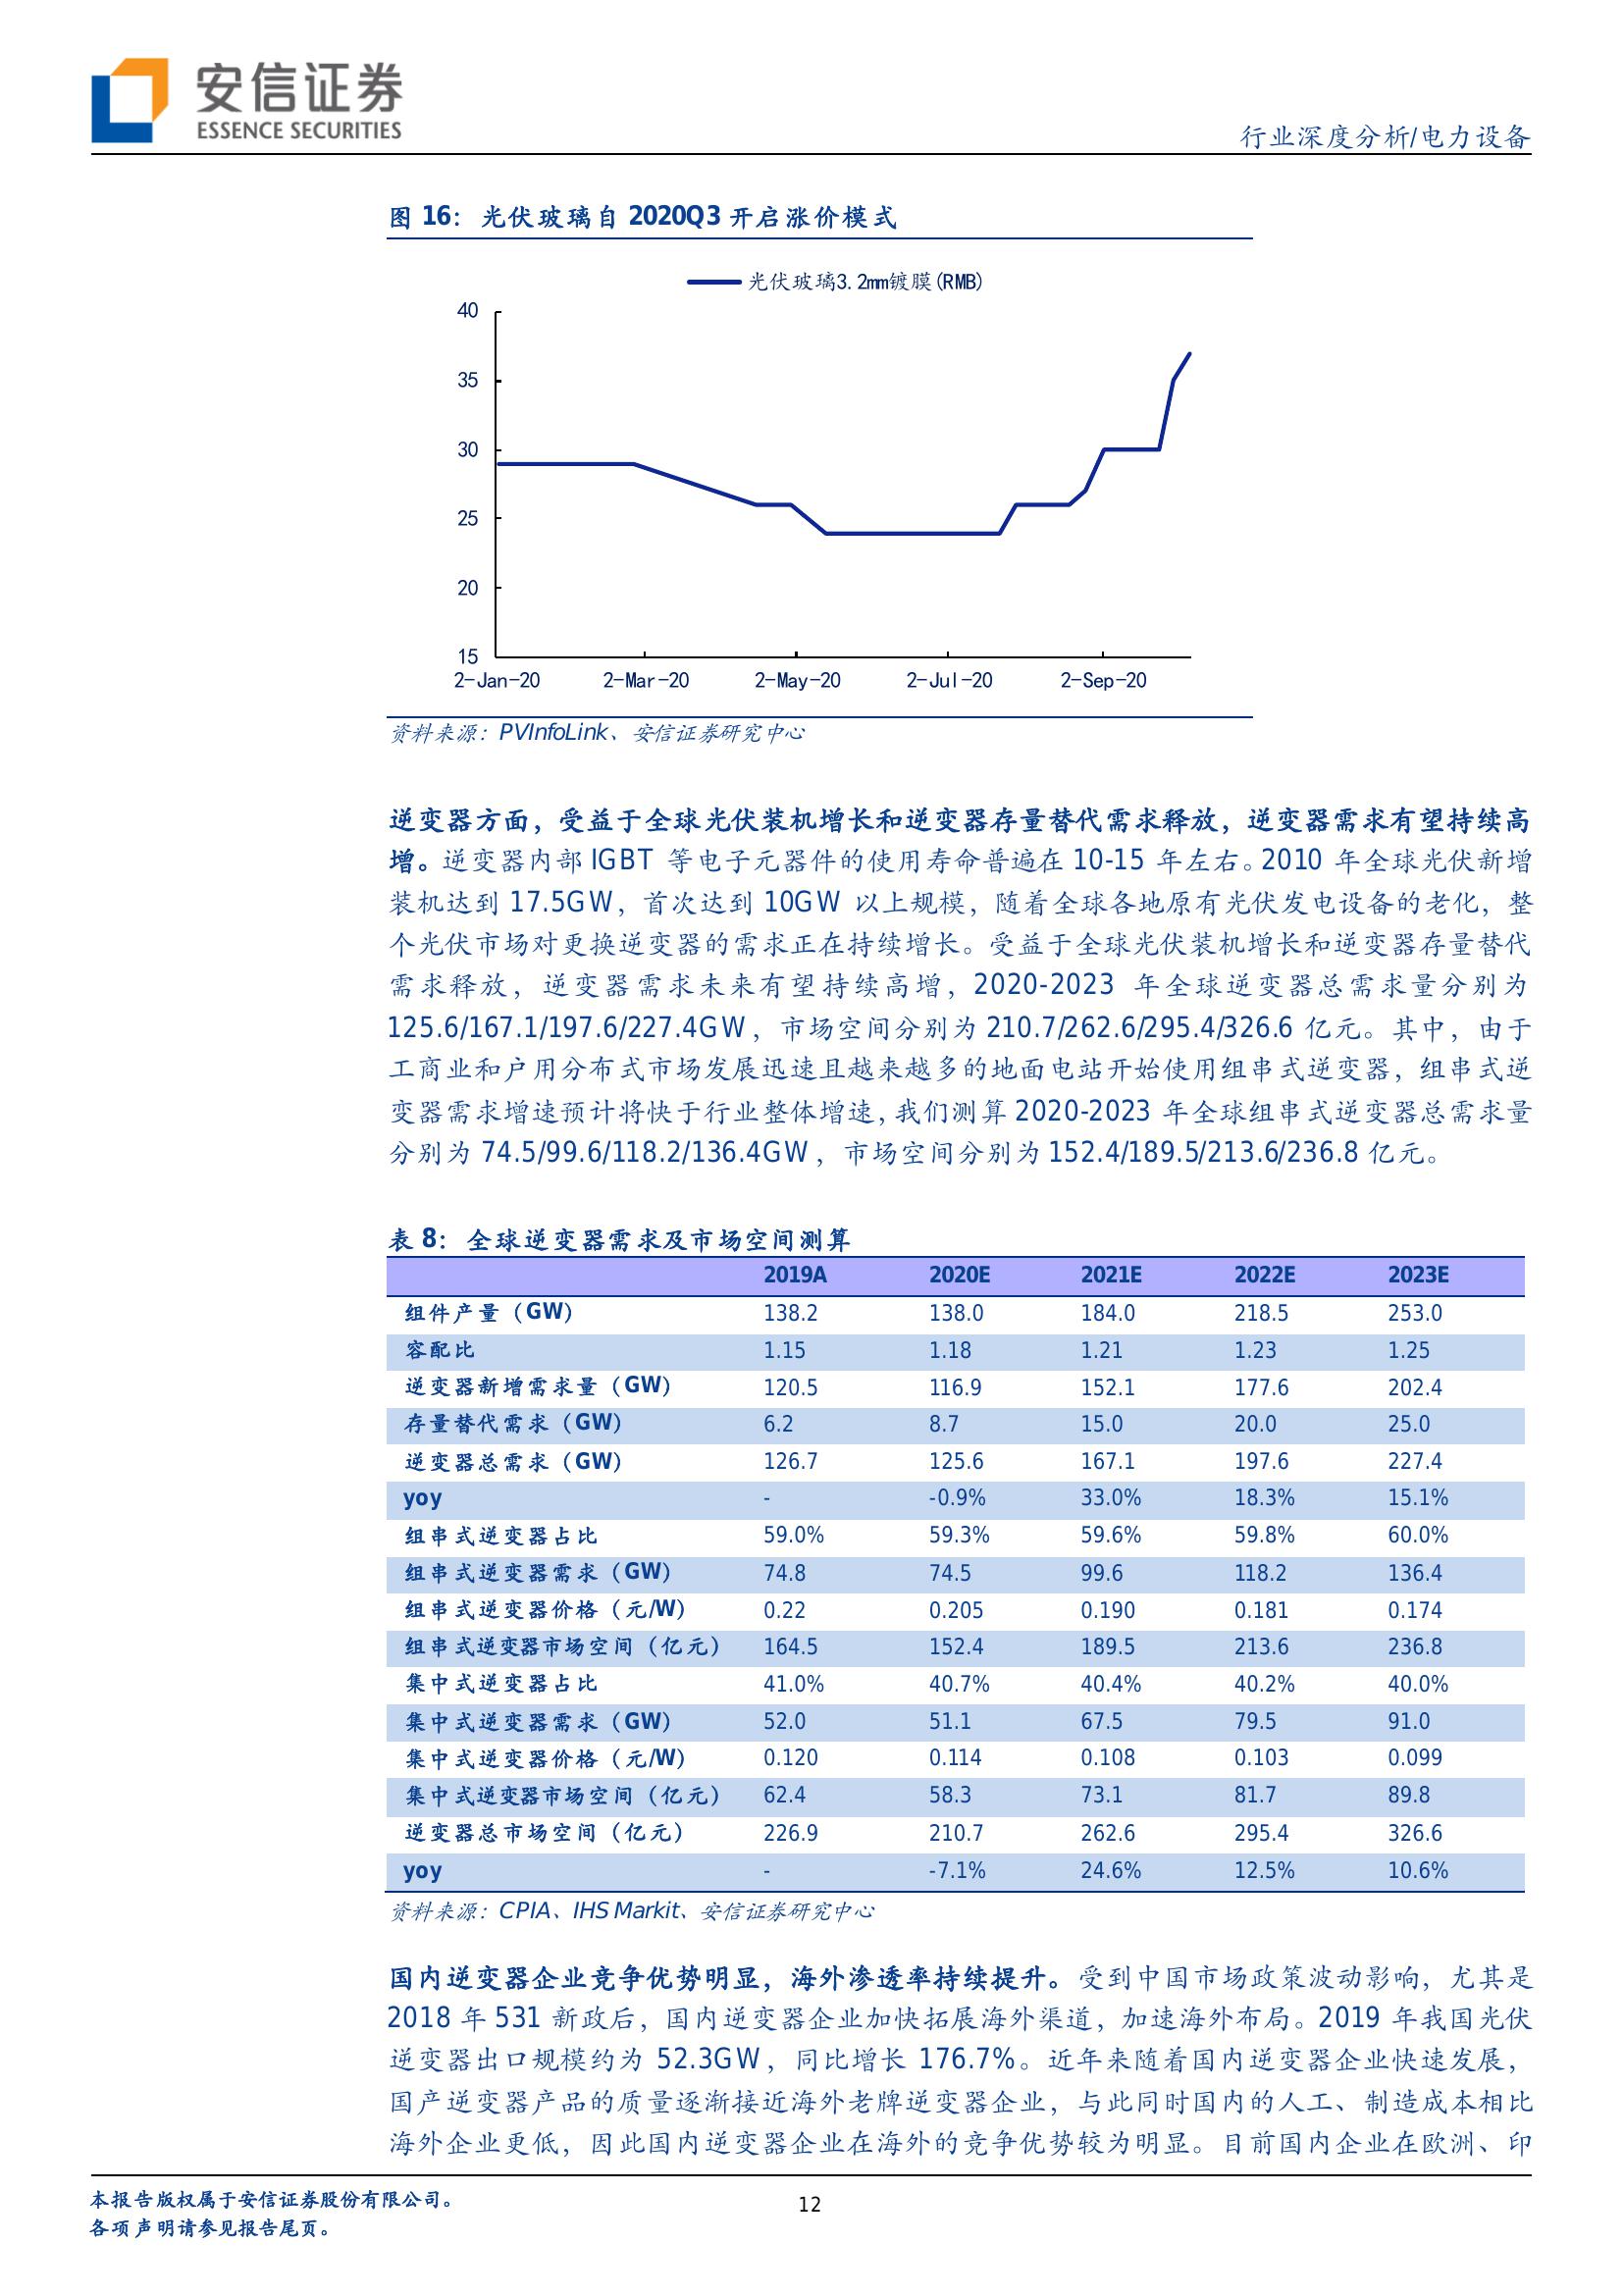 安信证券
ESSENCE SECURITIES
行业深度分析/电力设备
图 16：光伏玻璃自 2020Q3 开启涨价模式
光伏玻璃3.2mm镀膜(RMB)
40
35
30
25
20
15
2-Jan-20 2-Mar-20 2-May-20 2-Jul-20 2-Sep-20
资料来源：PVInfoLink、安信证券研究中心
逆变器方面，受益于全球光伏装机增长和逆变器存量替代需求释放，逆变器需求有望持续高
增。逆变器内部 IGBT 等电子元器件的使用寿命普遍在 10-15 年左右。2010 年全球光伏新增
装机达到 17.5GW，首次达到 10GW 以上规模，随着全球各地原有光伏发电设备的老化，整
个光伏市场对更换逆变器的需求正在持续增长。受益于全球光伏装机增长和逆变器存量替代
需求释放，逆变器需求未来有望持续高增，2020-2023 年全球逆变器总需求量分别为
125.6/167.1/197.6/227.4GW，市场空间分别为 210.7/262.6/295.4/326.6 亿元。其中，由于
工商业和户用分布式市场发展迅速且越来越多的地面电站开始使用组串式逆变器，组串式逆
变器需求增速预计将快于行业整体增速，我们测算 2020-2023 年全球组串式逆变器总需求量
分别为 74.5/99.6/118.2/136.4GW，市场空间分别为 152.4/189.5/213.6/236.8 亿元。
表 8：全球逆变器需求及市场空间测算
2019A 2020E 2021E 2022E 2023E
组件产量（GW） 138.2 138.0 184.0 218.5 253.0
容配比 1.15 1.18 1.21 1.23 1.25
逆变器新增需求量（GW） 120.5 116.9 152.1 177.6 202.4
存量替代需求（GW） 6.2 8.7 15.0 20.0 25.0
逆变器总需求（GW） 126.7 125.6 167.1 197.6 227.4
yoy - -0.9% 33.0% 18.3% 15.1%
组串式逆变器占比 59.0% 59.3% 59.6% 59.8% 60.0%
组串式逆变器需求（GW） 74.8 74.5 99.6 118.2 136.4
组串式逆变器价格（元/W） 0.22 0.205 0.190 0.181 0.174
组串式逆变器市场空间（亿元） 164.5 152.4 189.5 213.6 236.8
集中式逆变器占比 41.0% 40.7% 40.4% 40.2% 40.0%
集中式逆变器需求（GW） 52.0 51.1 67.5 79.5 91.0
集中式逆变器价格（元/W） 0.120 0.114 0.108 0.103 0.099
集中式逆变器市场空间（亿元） 62.4 58.3 73.1 81.7 89.8
逆变器总市场空间（亿元） 226.9 210.7 262.6 295.4 326.6
yoy - -7.1% 24.6% 12.5% 10.6%
资料来源：CPIA、IHS Markit、安信证券研究中心
国内逆变器企业竞争优势明显，海外渗透率持续提升。受到中国市场政策波动影响，尤其是
2018 年 531 新政后，国内逆变器企业加快拓展海外渠道，加速海外布局。2019 年我国光伏
逆变器出口规模约为 52.3GW，同比增长 176.7%。近年来随着国内逆变器企业快速发展，
国产逆变器产品的质量逐渐接近海外老牌逆变器企业，与此同时国内的人工、制造成本相比
海外企业更低，因此国内逆变器企业在海外的竞争优势较为明显。目前国内企业在欧洲、印
本报告版权属于安信证券股份有限公司。
各项声明请参见报告尾页。
12